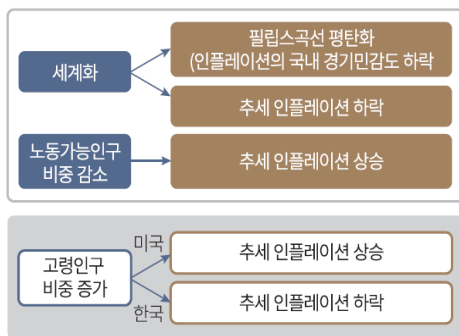 세계화
필립스곡선 평탄화
(인플레이션의 국내 경기민감도 하락
추세 인플레이션 하락
노동가능인구
비중 감소
추세 인플레이션 상승
고령인구
비중 증가
미국
추세 인플레이션 상승
한국
추세 인플레이션 하락